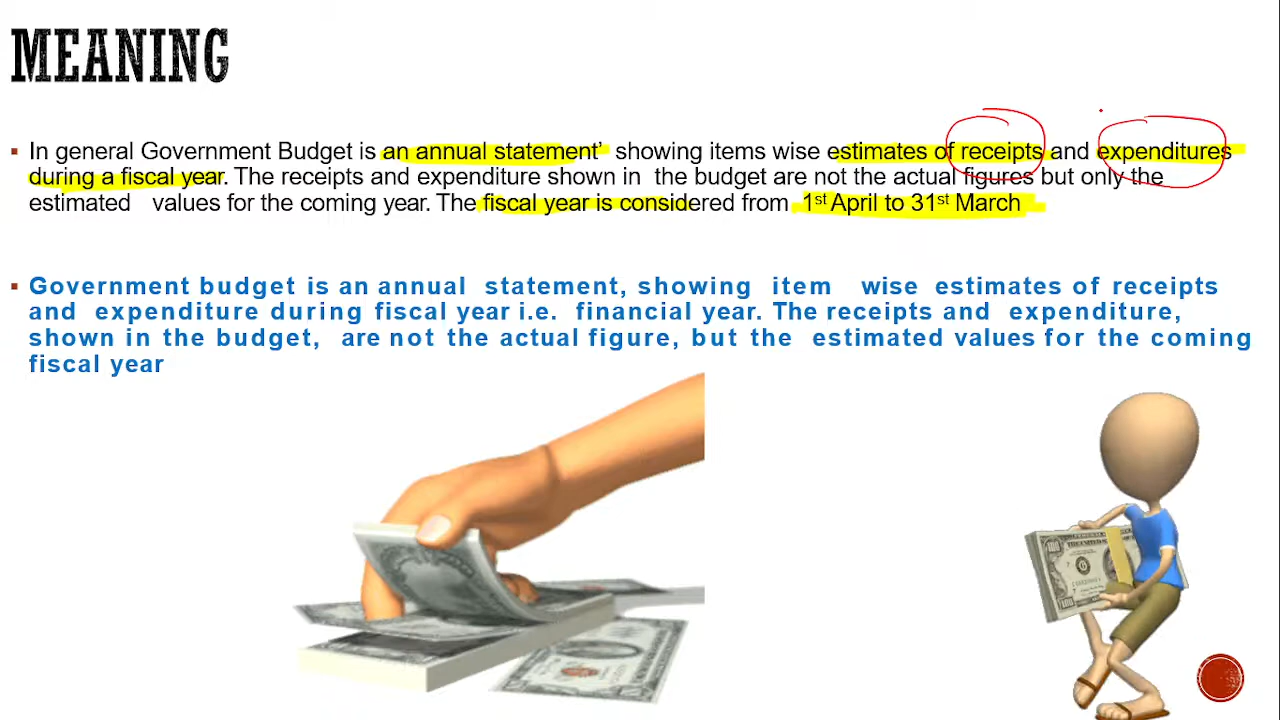 MEANING
▪ In general Government Budget is an annual statement’ showing items wise estimates of receipts and expenditures
during a fiscal year. The receipts and expenditure shown in the budget are not the actual figures but only the
estimated values for the coming year. The fiscal year is considered from 1st April to 31st March
▪ Government budget is an annual statement, showing item wise estimates of receipts
and expenditure during fiscal year i.e. financial year. The receipts and expenditure,
shown in the budget, are not the actual figure, but the estimated values for the coming
fiscal year